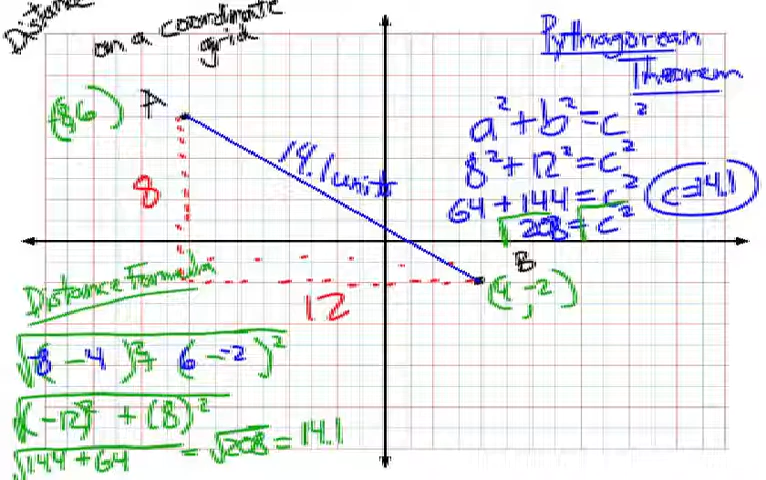 Distance
on a coordinate
grid
Pythagorean
Theorem
a² + b² = c²
8² + 12² = c²
64 + 144 = c²
√208 = √c²
c=14.1
A
(-8 6)
14.1 units
8
12
B
(4, -2)
Distance Formula
√(-8 - 4)² + (6 - -2)²
√(-12)² + (8)²
√144 + 64 = √208 = 14.1